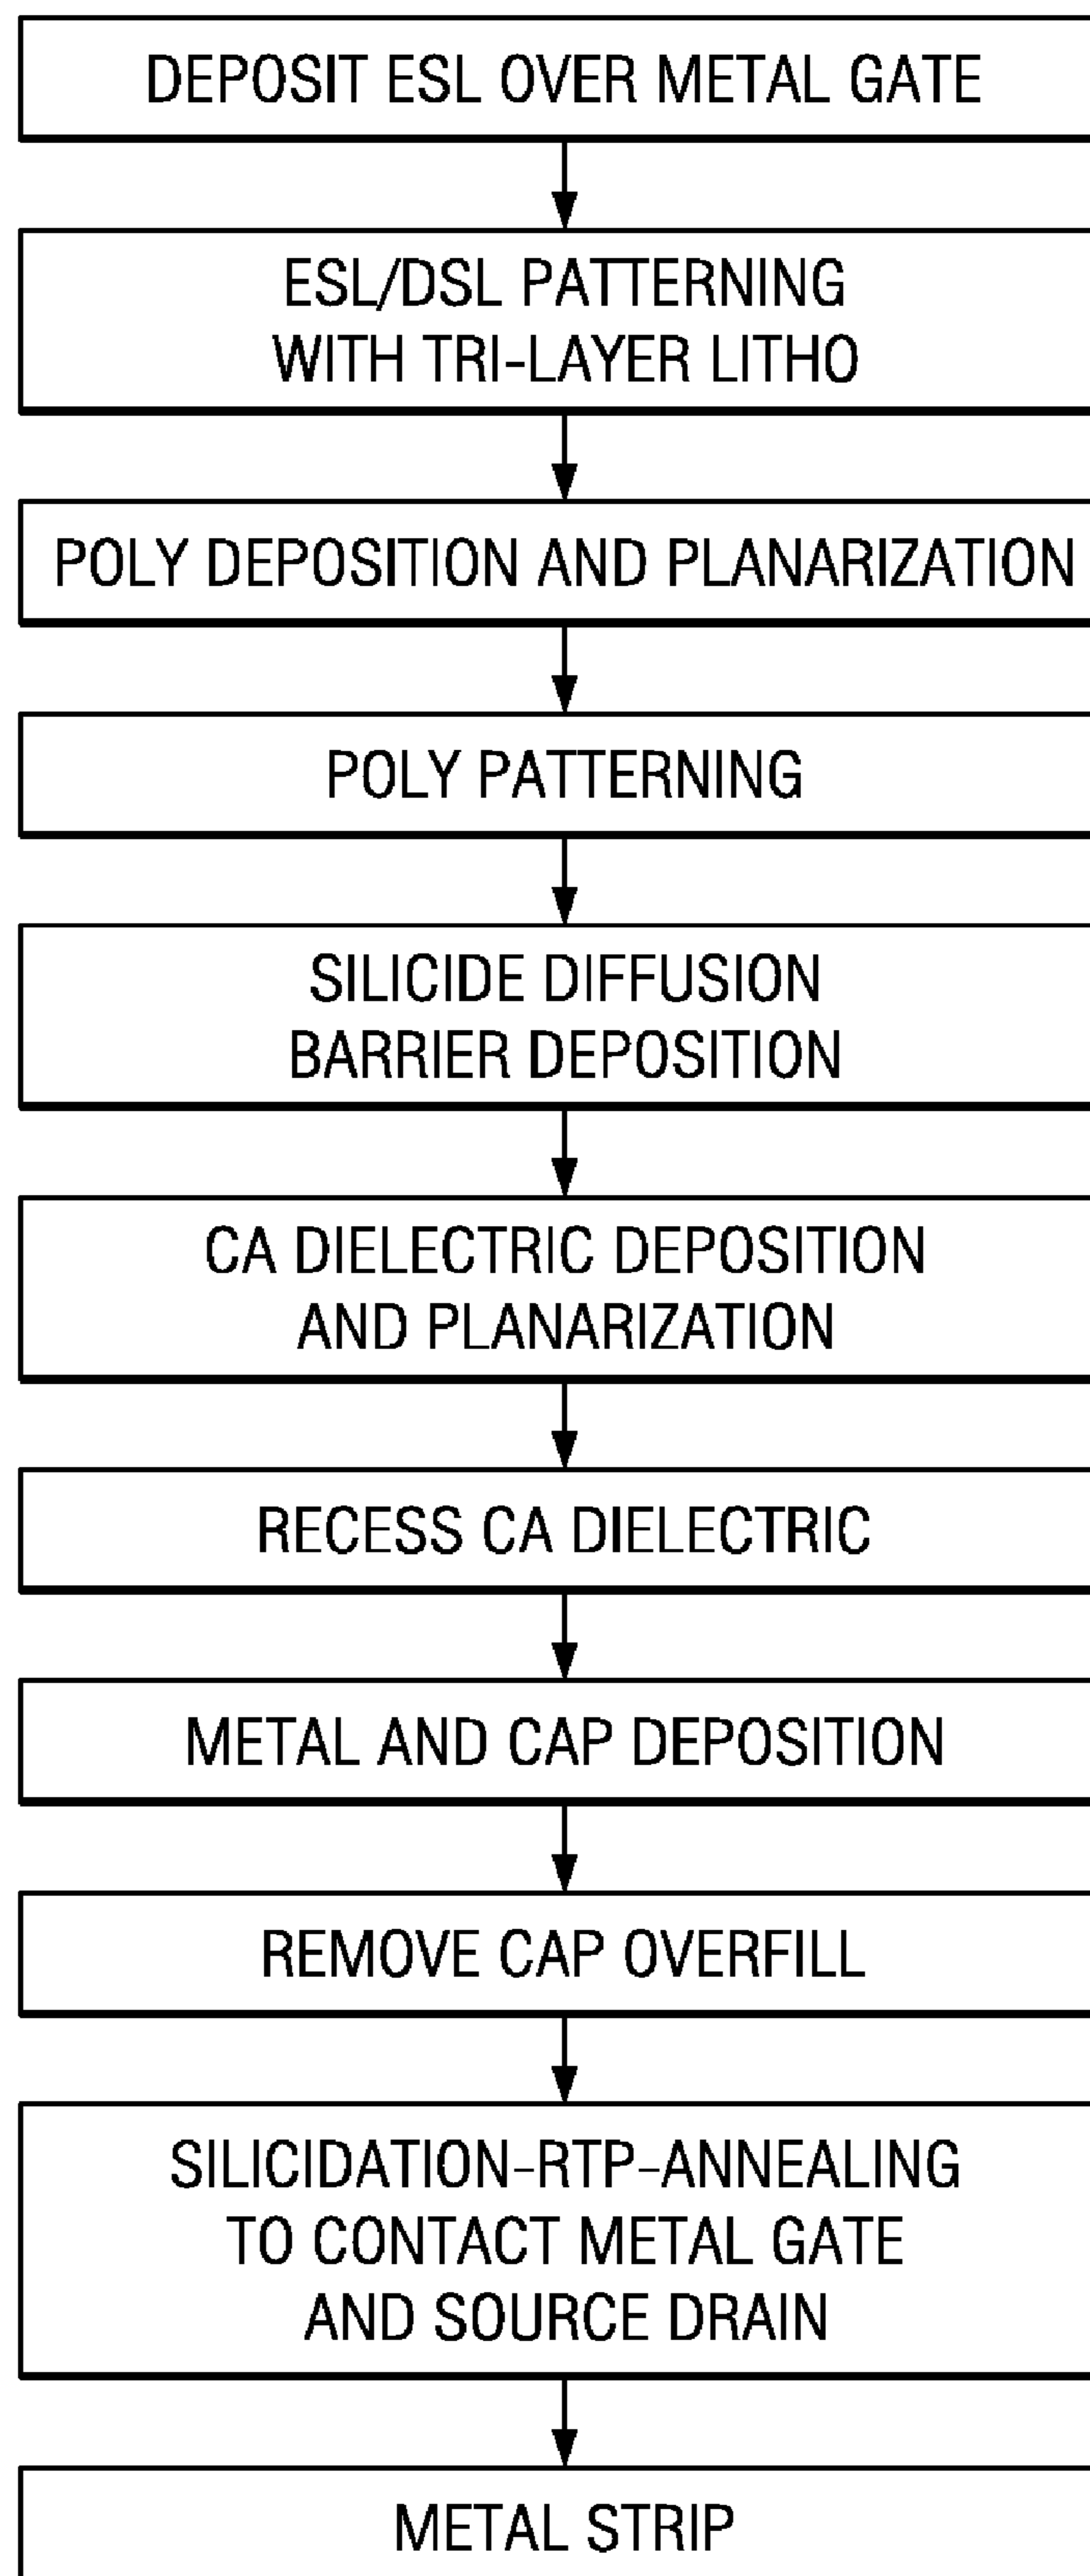 DEPOSIT ESL OVER METAL GATE
ESL/DSL PATTERNING
WITH TRI-LAYER LITHO
POLY DEPOSITION AND PLANARIZATION
POLY PATTERNING
SILICIDE DIFFUSION
BARRIER DEPOSITION
CA DIELECTRIC DEPOSITION
AND PLANARIZATION
RECESS CA DIELECTRIC
METAL AND CAP DEPOSITION
REMOVE CAP OVERFILL
SILICIDATION-RTP-ANNEALING
TO CONTACT METAL GATE
AND SOURCE DRAIN
METAL STRIP